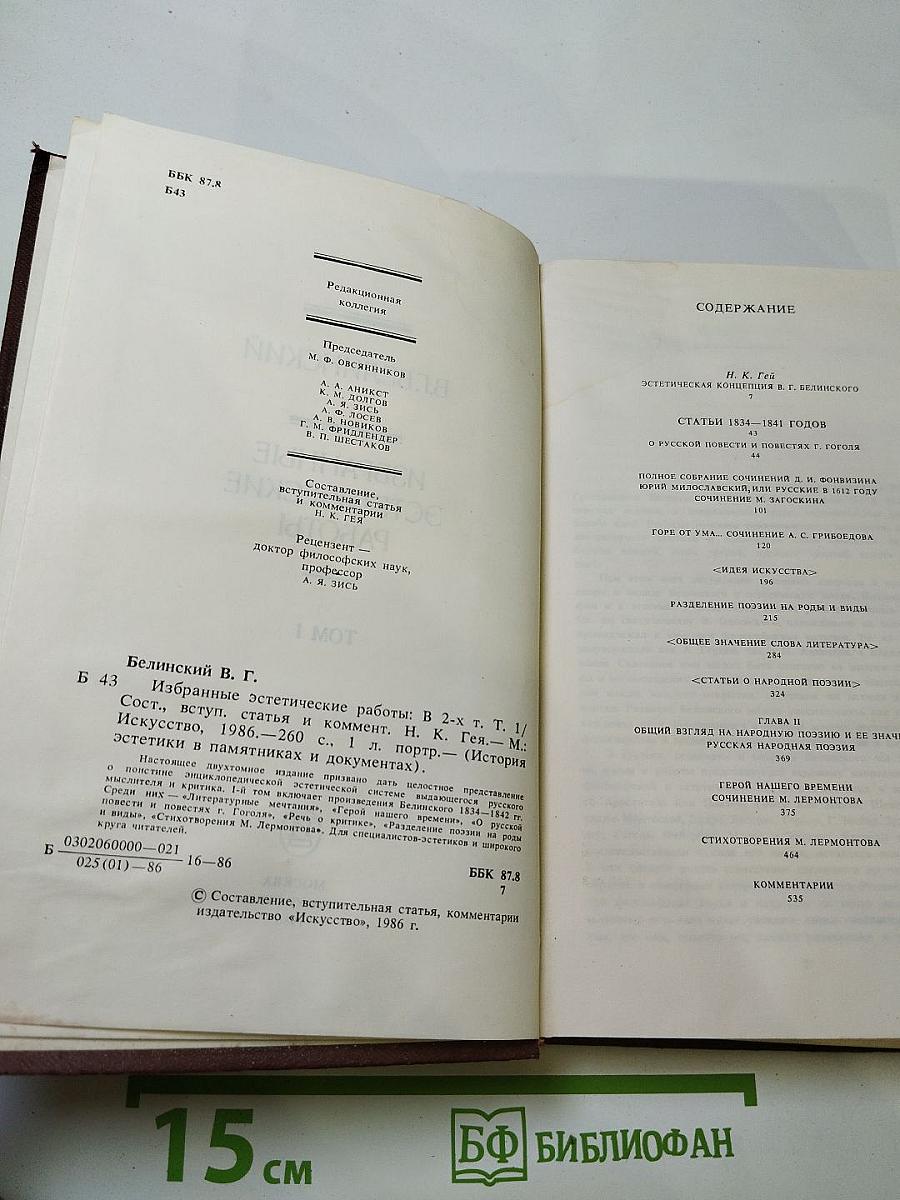 ББК 87.8
Б43
Редакционная
коллегия
Председатель
М. Ф. ОВСЯННИКОВ
А. А. АНИКСТ
К. М. ДОЛГОВ
А. Я. ЗИСЬ
А. Ф. ЛОСЕВ
А. В. НОВИКОВ
Г. М. ФРИДЛЕНДЕР
В. П. ШЕСТАКОВ
Составление,
вступительная статья
и комментарии
Н. К. ГЕЯ
Рецензент —
доктор философских наук,
профессор
А. Я. ЗИСЬ
Белинский В. Г.
Б 43 Избранные эстетические работы: В 2-х т. Т. 1/
Сост., вступ. статья и коммент. Н. К. Гея.— М.:
Искусство, 1986.—260 с., 1 л. портр.— (История
эстетики в памятниках и документах).
Настоящее двухтомное издание призвано дать целостное представление
о поистине энциклопедической эстетической системе выдающегося русского
мыслителя и критика. 1-й том включает произведения Белинского 1834—1842 гг.
Среди них — «Литературные мечтания», «Герой нашего времени», «О русской
повести и повестях г. Гоголя», «Речь о критике», «Разделение поэзии на роды
и виды», «Стихотворения М. Лермонтова». Для специалистов-эстетиков и широкого
круга читателей.
Б 0302060000—021
025(01)—86
16—86
ББК 87.8
7
© Составление, вступительная статья, комментарии
издательство «Искусство», 1986 г.
СОДЕРЖАНИЕ
Н. К. Гей
ЭСТЕТИЧЕСКАЯ КОНЦЕПЦИЯ В. Г. БЕЛИНСКОГО
7
СТАТЬИ 1834—1841 ГОДОВ
43
О РУССКОЙ ПОВЕСТИ И ПОВЕСТЯХ Г. ГОГОЛЯ
44
ПОЛНОЕ СОБРАНИЕ СОЧИНЕНИЙ Д. И. ФОНВИЗИНА
ЮРИЙ МИЛОСЛАВСКИЙ, ИЛИ РУССКИЕ В 1612 ГОДУ
СОЧИНЕНИЕ М. ЗАГОСКИНА
101
ГОРЕ ОТ УМА... СОЧИНЕНИЕ А. С. ГРИБОЕДОВА
120
<ИДЕЯ ИСКУССТВА>
196
РАЗДЕЛЕНИЕ ПОЭЗИИ НА РОДЫ И ВИДЫ
215
<ОБЩЕЕ ЗНАЧЕНИЕ СЛОВА ЛИТЕРАТУРА>
284
<СТАТЬИ О НАРОДНОЙ ПОЭЗИИ>
324
ГЛАВА II
ОБЩИЙ ВЗГЛЯД НА НАРОДНУЮ ПОЭЗИЮ И ЕЕ ЗНАЧ
РУССКАЯ НАРОДНАЯ ПОЭЗИЯ
369
ГЕРОЙ НАШЕГО ВРЕМЕНИ
СОЧИНЕНИЕ М. ЛЕРМОНТОВА
375
СТИХОТВОРЕНИЯ М. ЛЕРМОНТОВА
464
КОММЕНТАРИИ
535
15 см
БФ БИБЛИОФАН